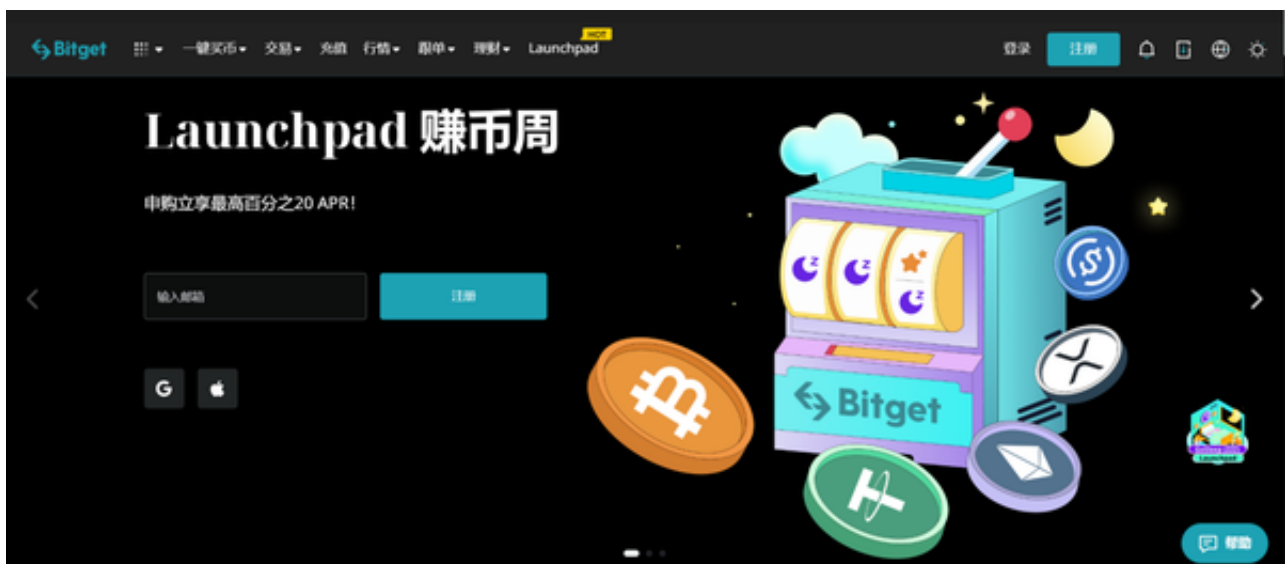 Bitget
一键买币 交易 充值 行情 跟单 理财 Launchpad HOT
登录 注册
Launchpad 赚币周
申购立享最高百分之20 APR!
输入邮箱 注册
Bitget
Launchpad
帮助